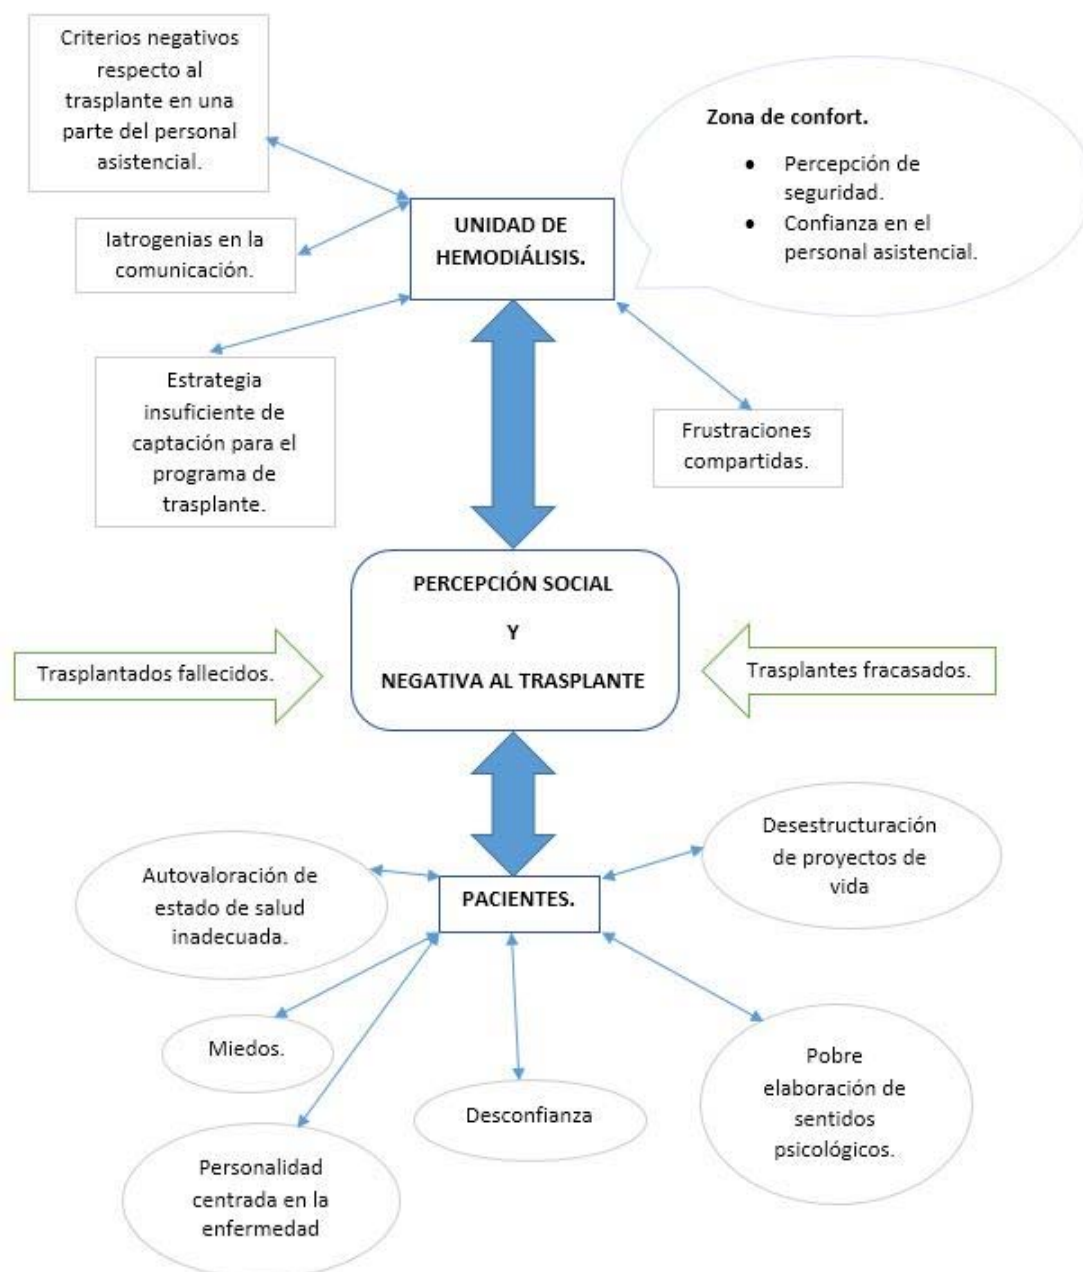 Criterios negativos
respecto al
trasplante en una
parte del personal
asistencial.
Zona de confort.
• Percepción de
seguridad.
• Confianza en el
personal asistencial.
UNIDAD DE
HEMODIÁLISIS.
Iatrogenias en la
comunicación.
Estrategia
insuficiente de
captación para el
programa de
trasplante.
Frustraciones
compartidas.
PERCEPCIÓN SOCIAL
Y
NEGATIVA AL TRASPLANTE
Trasplantados fallecidos.
Trasplantes fracasados.
Desestructuración
de proyectos de
vida
Autovaloración de
estado de salud
inadecuada.
PACIENTES.
Miedos.
Pobre
elaboración de
sentidos
psicológicos.
Desconfianza
Personalidad
centrada en la
enfermedad